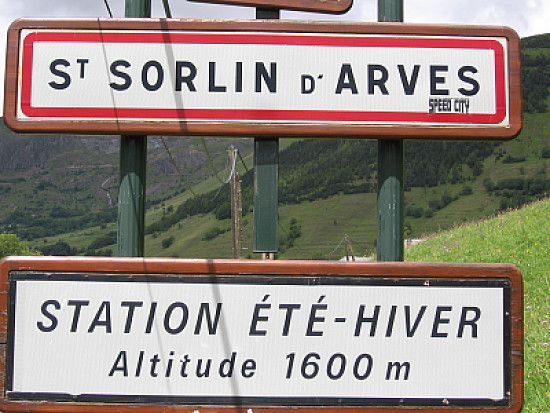 ST SORLIN D'ARVES
SPEED CITY
STATION ÉTÉ-HIVER
Altitude 1600 m